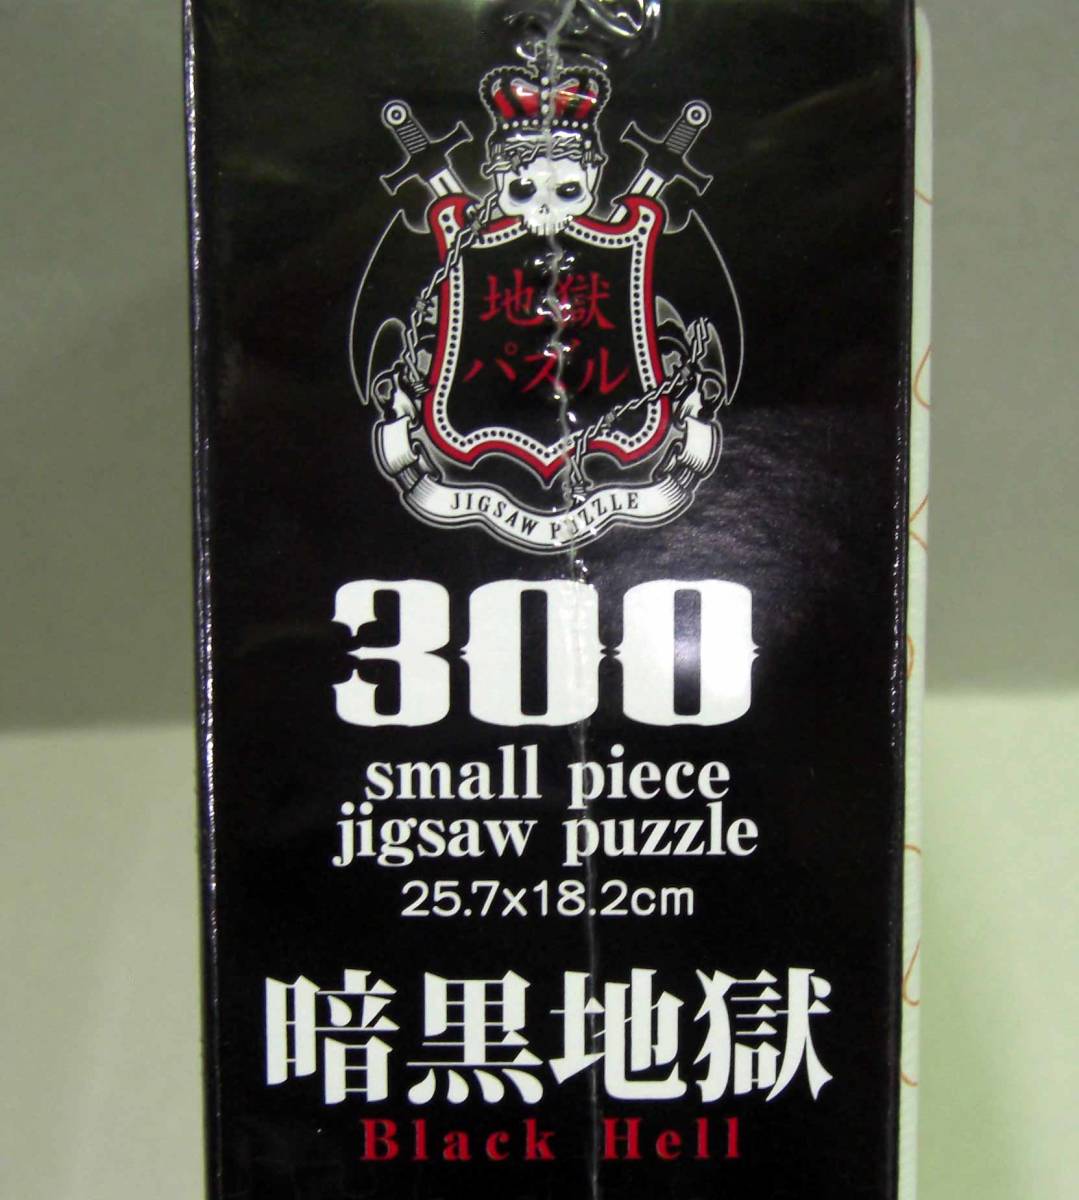 地獄
パズル
JIGSAW PUZZLE
300
small piece
jigsaw puzzle
25.7x18.2cm
暗黒地獄
Black Hell